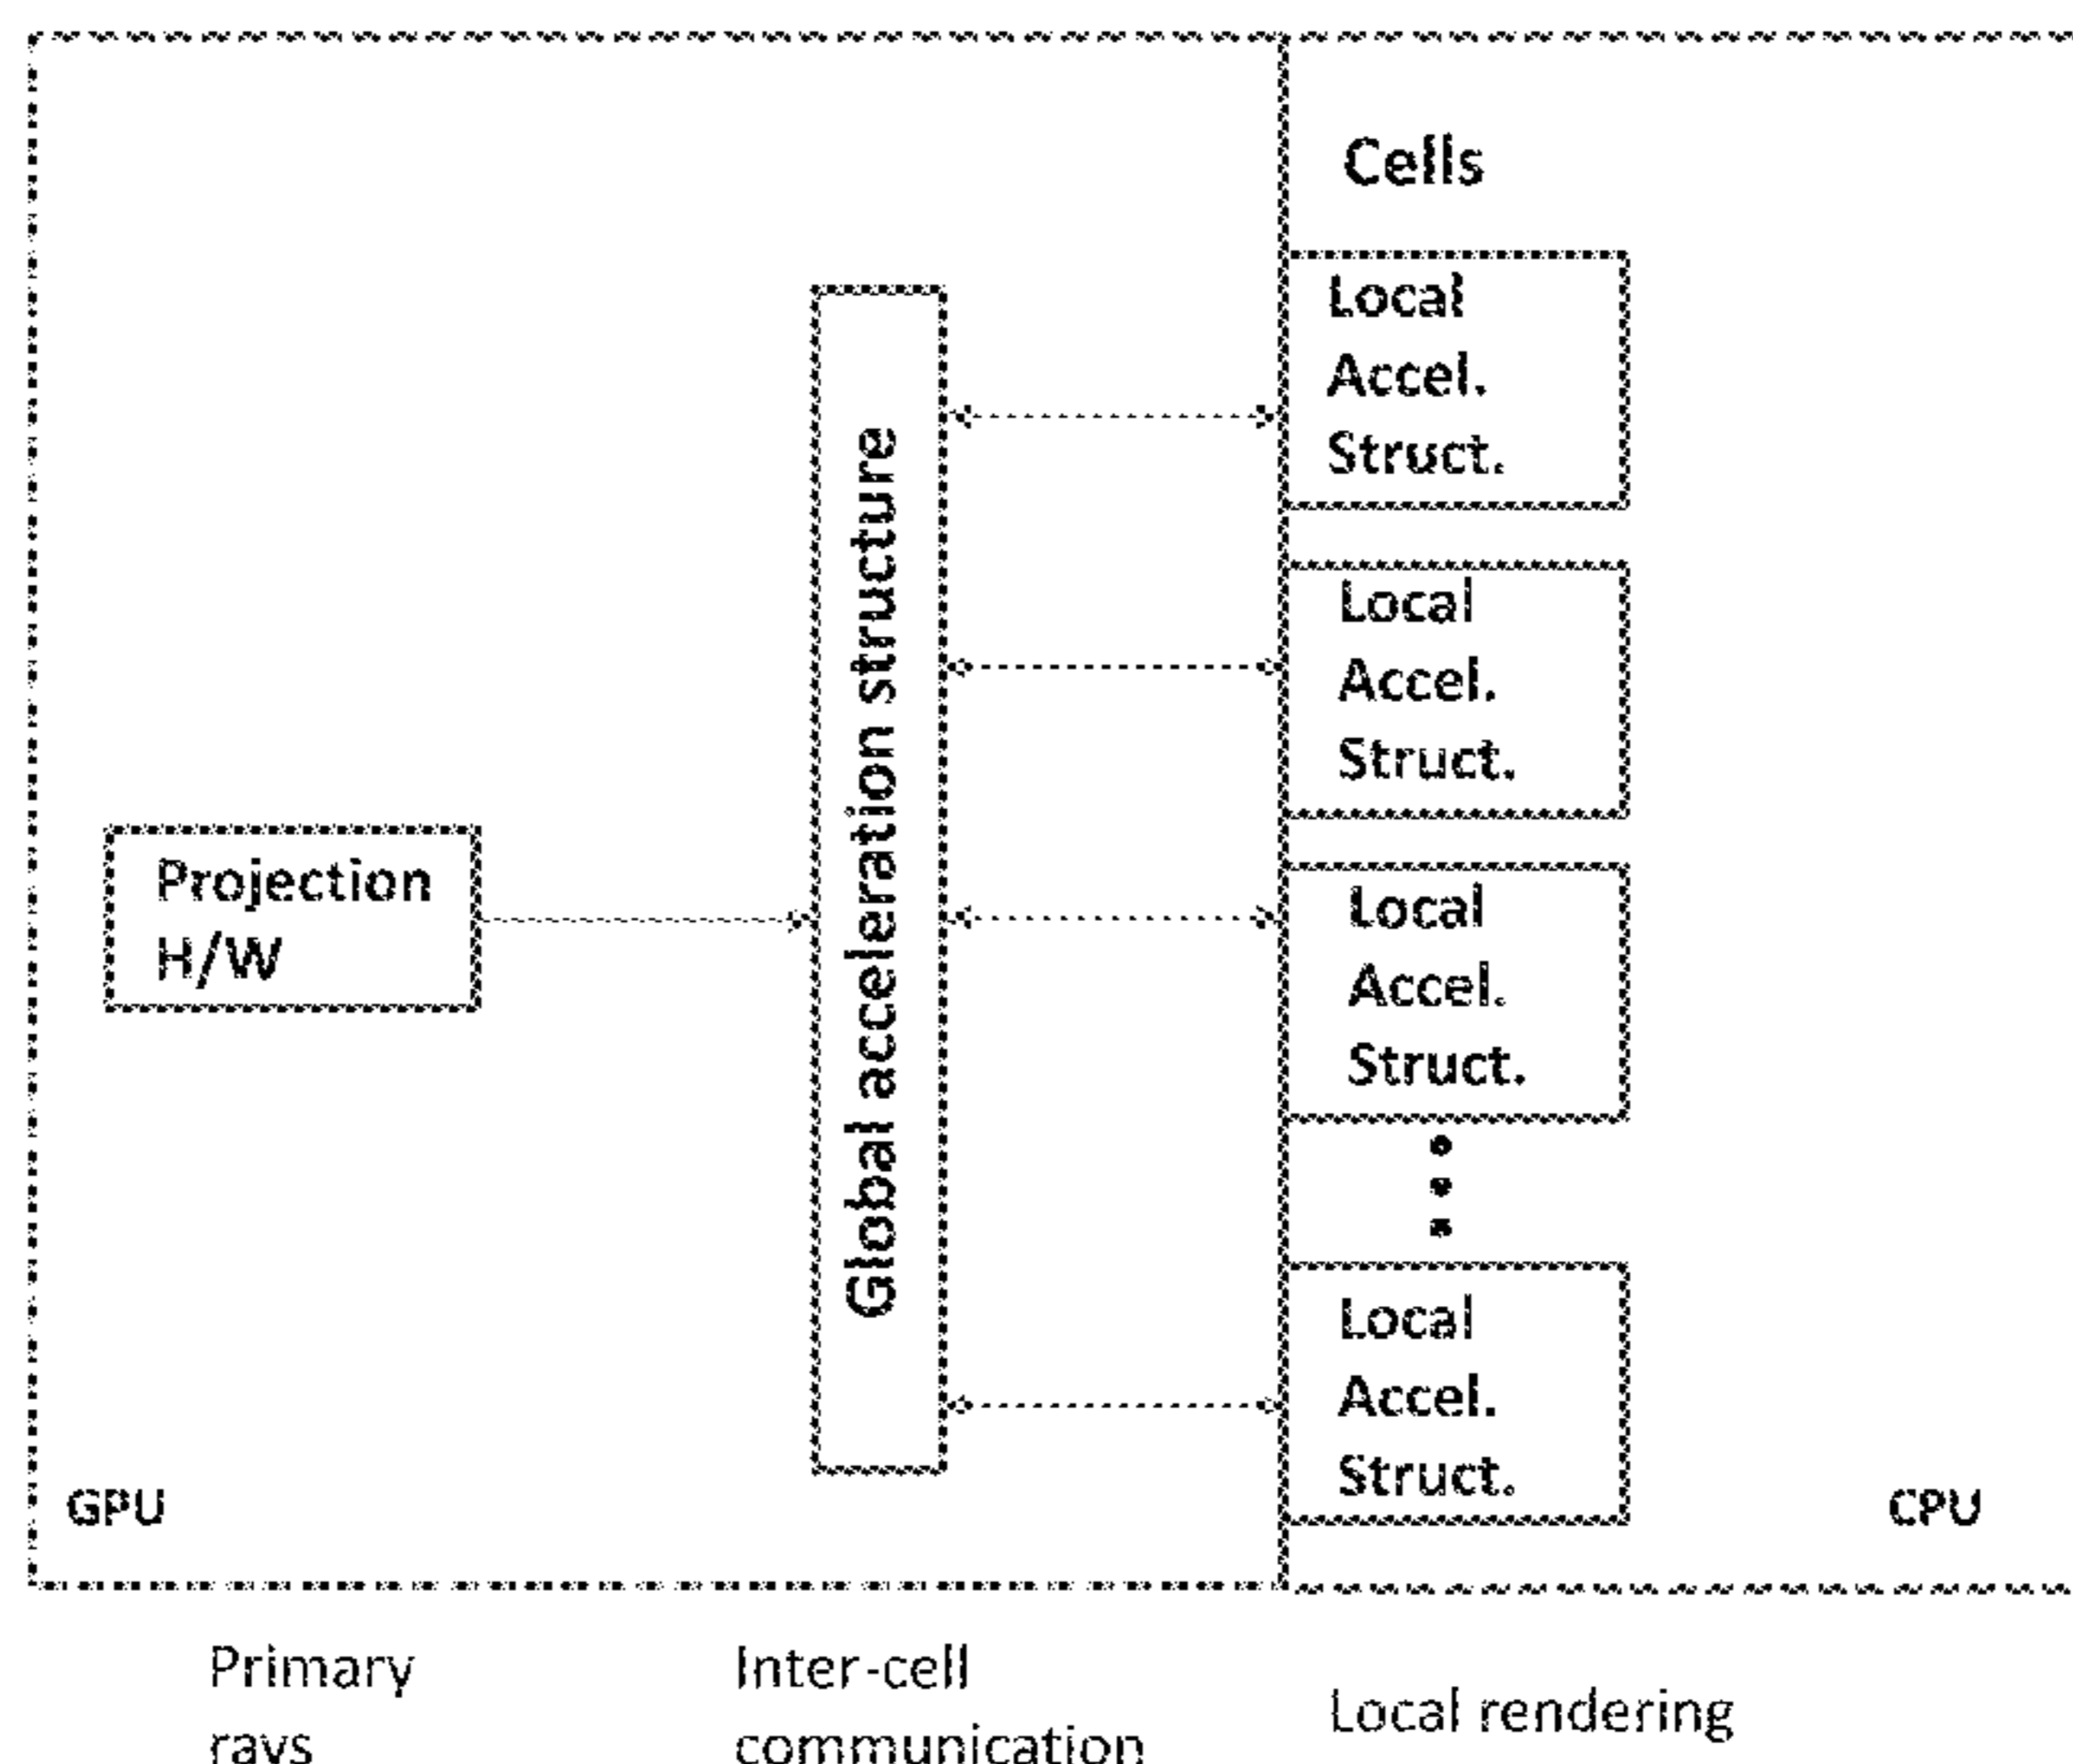 Cells
Local
Accel.
Struct.
Local
Accel.
Struct.
Projection
H/W
Global acceleration structure
Local
Accel.
Struct.
Local
Accel.
Struct.
GPU
CPU
Primary
rays
Inter-cell
communication
Local rendering